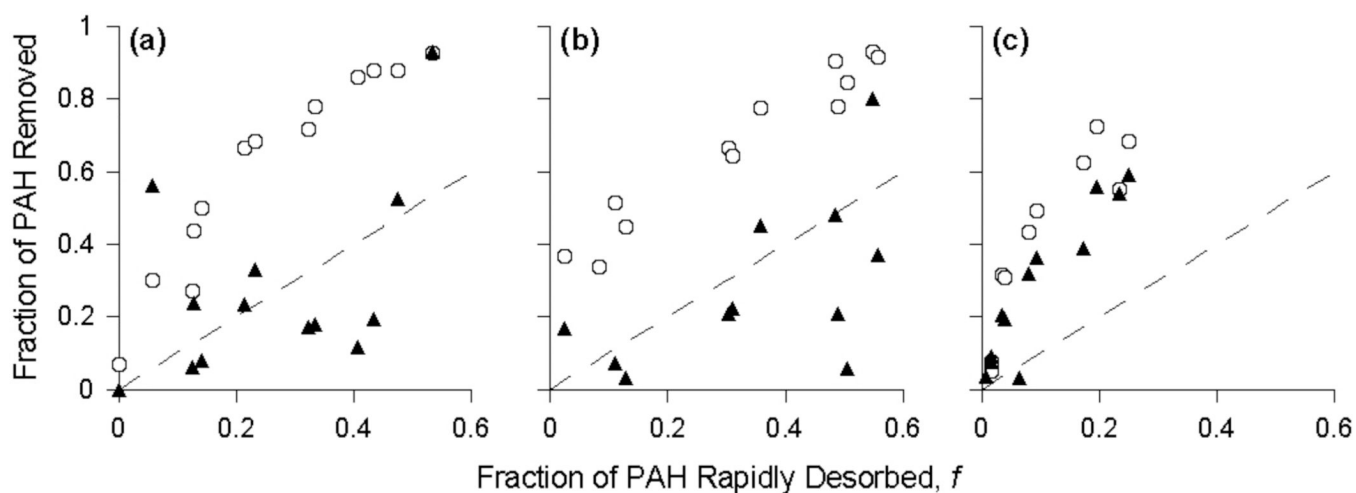 Fraction of PAH Removed
1
0.8
0.6
0.4
0.2
0
(a)
(b)
(c)
0 0.2 0.4 0.6
0 0.2 0.4 0.6
0 0.2 0.4 0.6
Fraction of PAH Rapidly Desorbed, f